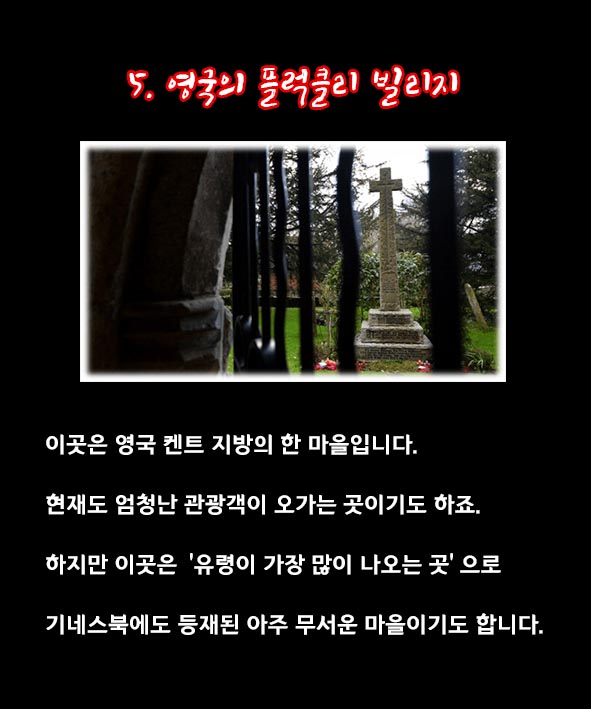 5. 영국의 플럭클리 빌리지
이곳은 영국 켄트 지방의 한 마을입니다.
현재도 엄청난 관광객이 오가는 곳이기도 하죠.
하지만 이곳은 '유령이 가장 많이 나오는 곳' 으로
기네스북에도 등재된 아주 무서운 마을이기도 합니다.